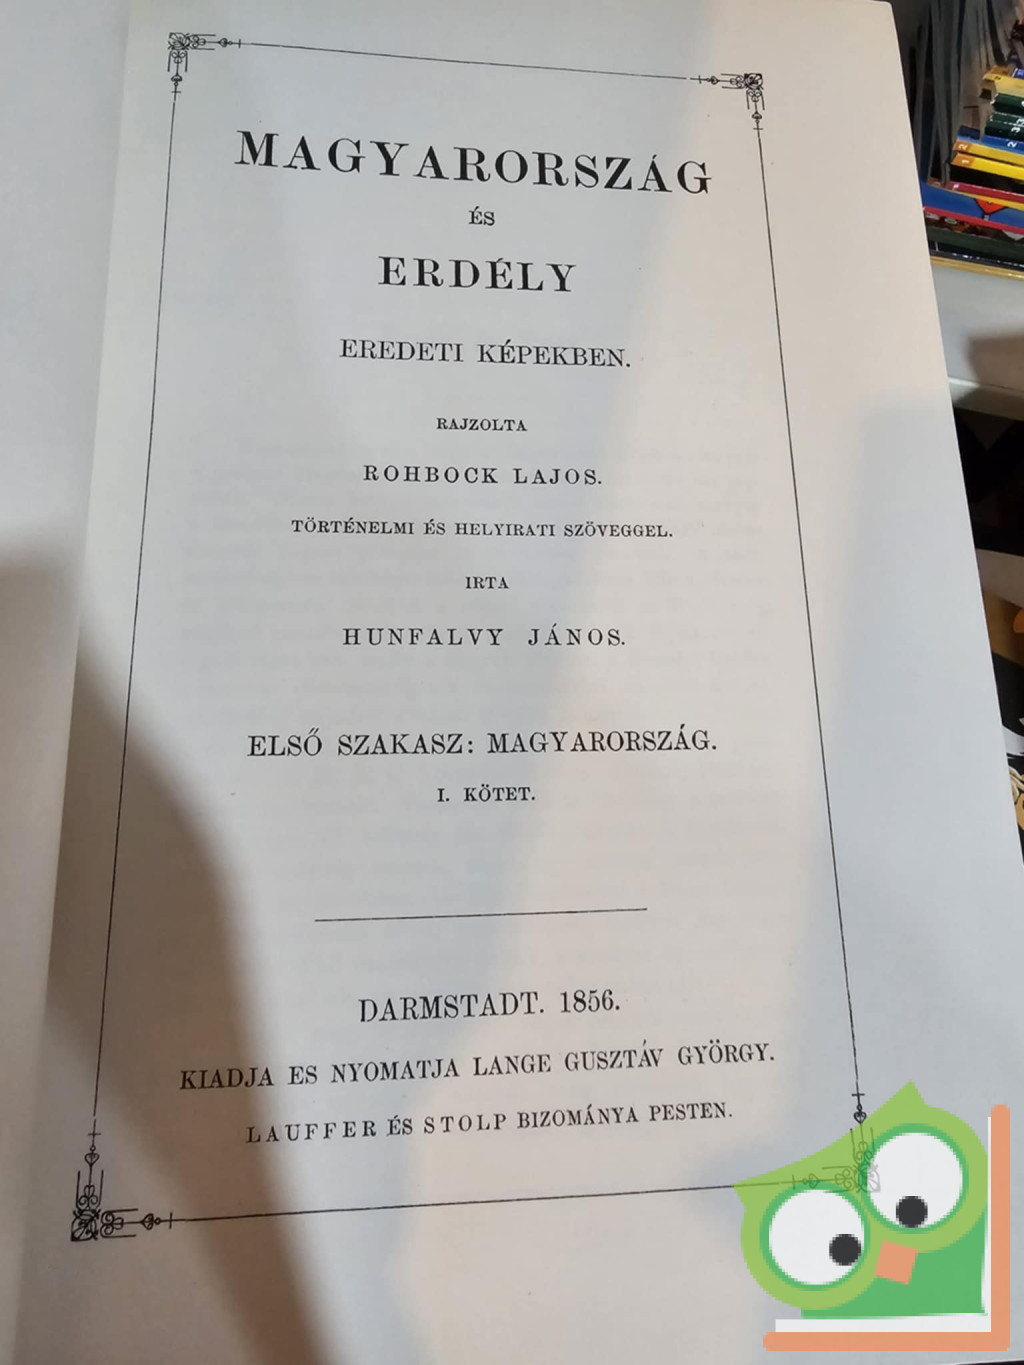 MAGYARORSZÁG
ÉS
ERDÉLY
EREDETI KÉPEKBEN.
RAJZOLTA
ROHBOCK LAJOS.
TÖRTÉNELMI ÉS HELYIRATI SZÖVEGGEL.
IRTA
HUNFALVY JÁNOS.
ELSŐ SZAKASZ: MAGYARORSZÁG.
I. KÖTET.
DARMSTADT. 1856.
KIADJA ES NYOMATJA LANGE GUSZTÁV GYÖRGY.
LAUFFER ÉS STOLP BIZOMÁNYA PESTEN.